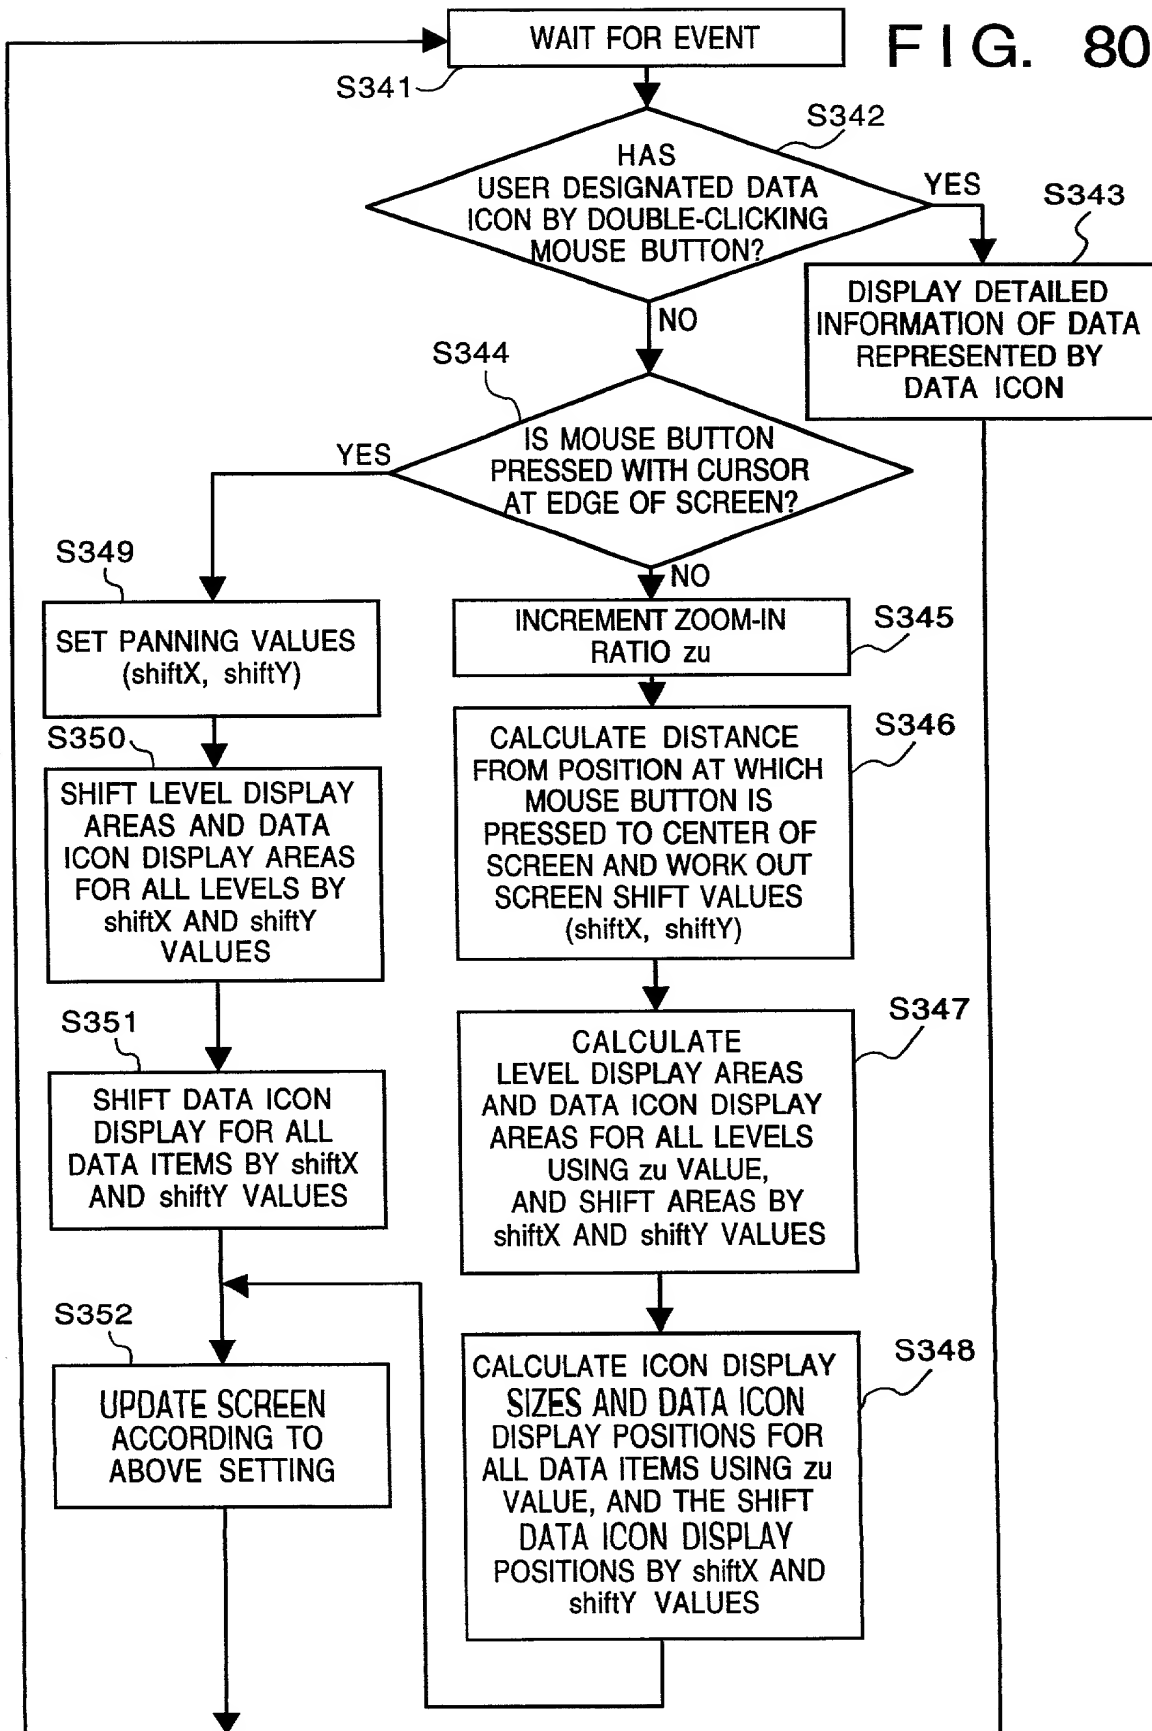 FIG. 80
WAIT FOR EVENT
S341
S342
HAS
USER DESIGNATED DATA
ICON BY DOUBLE-CLICKING
MOUSE BUTTON?
YES
S343
DISPLAY DETAILED
INFORMATION OF DATA
REPRESENTED BY
DATA ICON
NO
S344
IS MOUSE BUTTON
PRESSED WITH CURSOR
AT EDGE OF SCREEN?
YES
NO
S349
SET PANNING VALUES
(shiftX, shiftY)
S350
SHIFT LEVEL DISPLAY
AREAS AND DATA
ICON DISPLAY AREAS
FOR ALL LEVELS BY
shiftX AND shiftY
VALUES
S351
SHIFT DATA ICON
DISPLAY FOR ALL
DATA ITEMS BY shiftX
AND shiftY VALUES
S352
UPDATE SCREEN
ACCORDING TO
ABOVE SETTING
INCREMENT ZOOM-IN
RATIO zu
S345
CALCULATE DISTANCE
FROM POSITION AT WHICH
MOUSE BUTTON IS
PRESSED TO CENTER OF
SCREEN AND WORK OUT
SCREEN SHIFT VALUES
(shiftX, shiftY)
S346
CALCULATE
LEVEL DISPLAY AREAS
AND DATA ICON DISPLAY
AREAS FOR ALL LEVELS
USING zu VALUE,
AND SHIFT AREAS BY
shiftX AND shiftY VALUES
S347
CALCULATE ICON DISPLAY
SIZES AND DATA ICON
DISPLAY POSITIONS FOR
ALL DATA ITEMS USING zu
VALUE, AND THE SHIFT
DATA ICON DISPLAY
POSITIONS BY shiftX AND
shiftY VALUES
S348